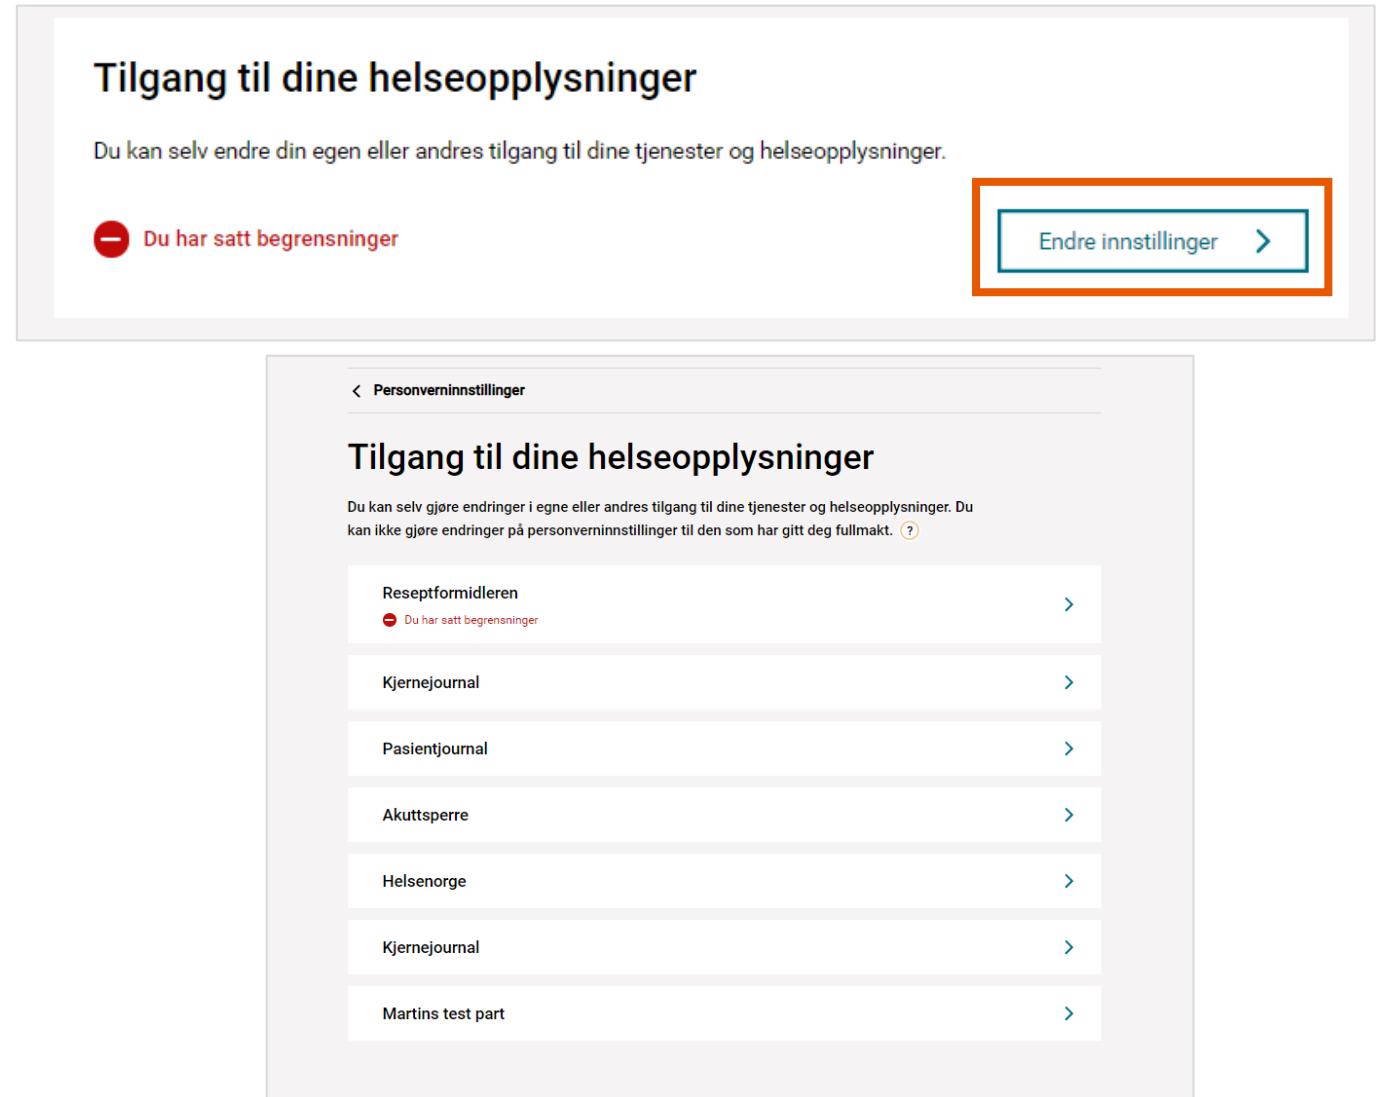 Tilgang til dine helseopplysninger
Du kan selv endre din egen eller andres tilgang til dine tjenester og helseopplysninger.
Du har satt begrensninger
Endre innstillinger
Personverninnstillinger
Tilgang til dine helseopplysninger
Du kan selv gjøre endringer i egne eller andres tilgang til dine tjenester og helseopplysninger. Du
kan ikke gjøre endringer på personverninnstillinger til den som har gitt deg fullmakt. ?
Reseptformidleren
Du har satt begrensninger
Kjernejournal
Pasientjournal
Akuttsperre
Helsenorge
Kjernejournal
Martins test part